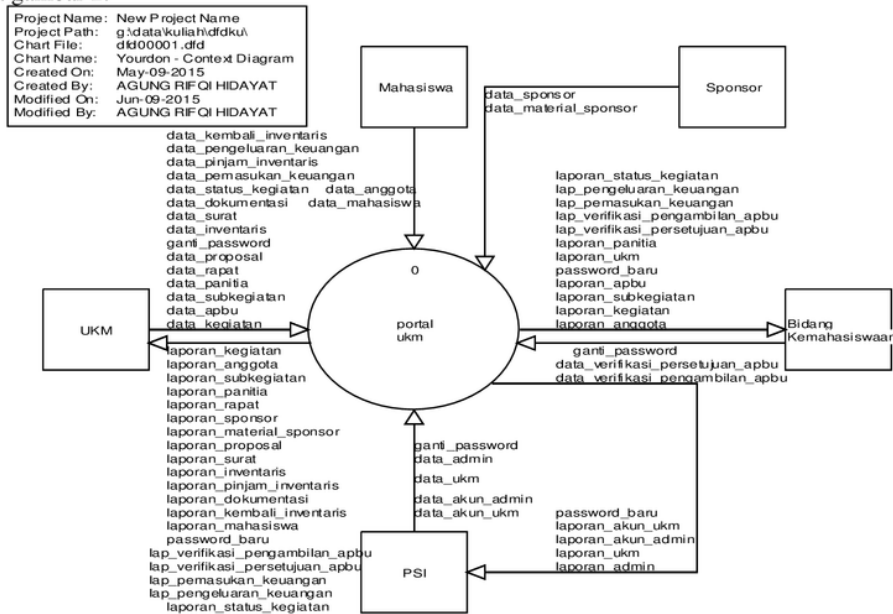 Project Name: New Project Name
Project Path: g:\data\kuliah\dfdku\
Chart File: dfd00001.dfd
Chart Name: Yourdon - Context Diagram
Created On: May-09-2015
Created By: AGUNG RIFQI HIDAYAT
Modified On: Jun-09-2015
Modified By: AGUNG RIFQI HIDAYAT
Mahasiswa
Sponsor
data_sponsor
data_material_sponsor
data_kembali_inventaris
data_pengeluaran_keuangan
data_pinjam_inventaris
data_pemasukan_keuangan
data_status_kegiatan data_anggota
data_dokumentasi data_mahasiswa
data_surat
data_inventaris
ganti_password
data_proposal
data_rapat
data_panitia
data_subkegiatan
data_apbu
data_kegiatan
laporan_status_kegiatan
lap_pengeluaran_keuangan
lap_pemasukan_keuangan
lap_verifikasi_pengambilan_apbu
lap_verifikasi_persetujuan_apbu
laporan_panitia
laporan_ukm
password_baru
laporan_apbu
laporan_subkegiatan
laporan_kegiatan
laporan_anggota
UKM
0
portal
ukm
Bidang
Kemahasiswaan
ganti_password
data_verifikasi_persetujuan_apbu
data_verifikasi_pengambilan_apbu
laporan_kegiatan
laporan_anggota
laporan_subkegiatan
laporan_panitia
laporan_rapat
laporan_sponsor
laporan_material_sponsor
laporan_proposal
laporan_surat
laporan_inventaris
laporan_pinjam_inventaris
laporan_dokumentasi
laporan_kembali_inventaris
laporan_mahasiswa
password_baru
lap_verifikasi_pengambilan_apbu
lap_verifikasi_persetujuan_apbu
lap_pemasukan_keuangan
lap_pengeluaran_keuangan
laporan_status_kegiatan
ganti_password
data_admin
data_ukm
data_akun_admin
data_akun_ukm
PSI
password_baru
laporan_akun_ukm
laporan_akun_admin
laporan_ukm
laporan_admin